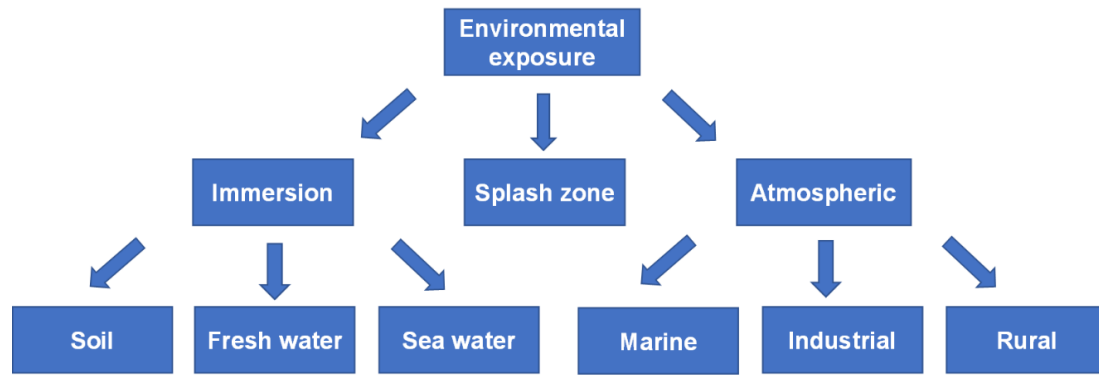 Environmental
exposure
Immersion
Splash zone
Atmospheric
Soil
Fresh water
Sea water
Marine
Industrial
Rural